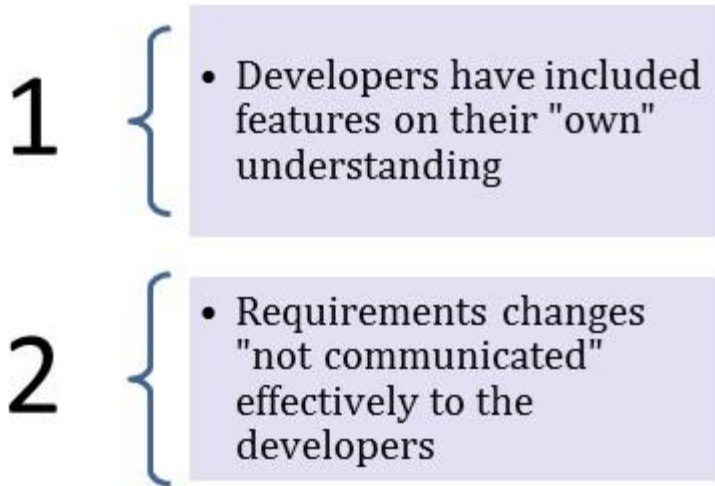 1
• Developers have included
features on their "own"
understanding
2
• Requirements changes
"not communicated"
effectively to the
developers